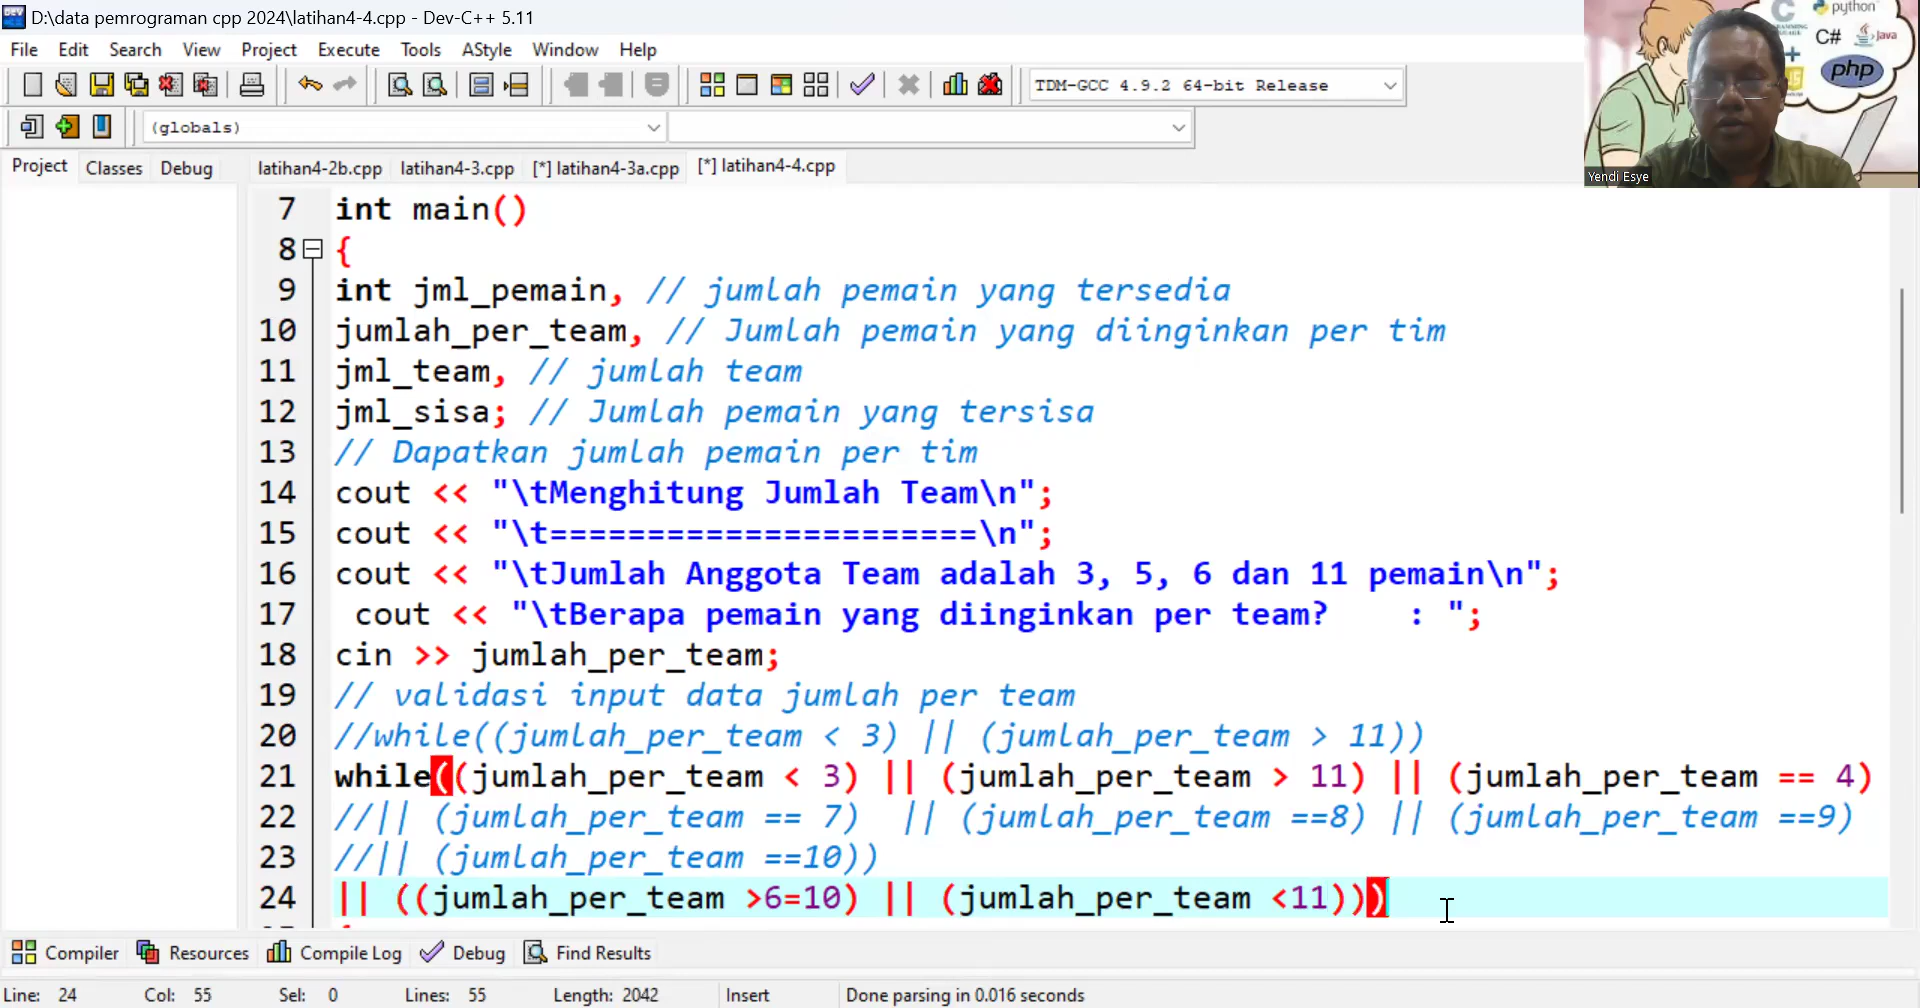 D:\data pemrograman cpp 2024\latihan4-4.cpp - Dev-C++ 5.11
File Edit Search View Project Execute Tools AStyle Window Help
TDM-GCC 4.9.2 64-bit Release
(globals)
Project Classes Debug latihan4-2b.cpp latihan4-3.cpp [*] latihan4-3a.cpp [*] latihan4-4.cpp
7 int main()
8 {
9 int jml_pemain, // jumlah pemain yang tersedia
10 jumlah_per_team, // Jumlah pemain yang diinginkan per tim
11 jml_team, // jumlah team
12 jml_sisa; // Jumlah pemain yang tersisa
13 // Dapatkan jumlah pemain per tim
14 cout << "\tMenghitung Jumlah Team\n";
15 cout << "\t======================\n";
16 cout << "\tJumlah Anggota Team adalah 3, 5, 6 dan 11 pemain\n";
17 cout << "\tBerapa pemain yang diinginkan per team?    : ";
18 cin >> jumlah_per_team;
19 // validasi input data jumlah per team
20 //while((jumlah_per_team < 3) || (jumlah_per_team > 11))
21 while((jumlah_per_team < 3) || (jumlah_per_team > 11) || (jumlah_per_team == 4)
22 //|| (jumlah_per_team == 7)  || (jumlah_per_team ==8) || (jumlah_per_team ==9)
23 //|| (jumlah_per_team ==10))
24 || ((jumlah_per_team >6=10) || (jumlah_per_team <11)))
Compiler Resources Compile Log Debug Find Results
Line: 24 Col: 55 Sel: 0 Lines: 55 Length: 2042 Insert Done parsing in 0.016 seconds
python
C
C#
Java
php
Yendi Esye